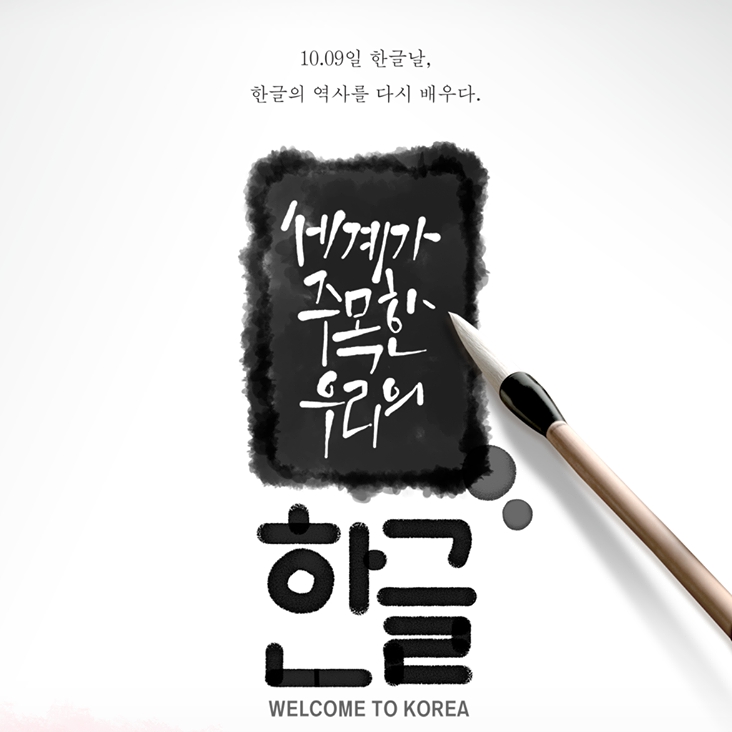 10.09일 한글날,
한글의 역사를 다시 배우다.
세계가
주목한
우리의
한글
WELCOME TO KOREA